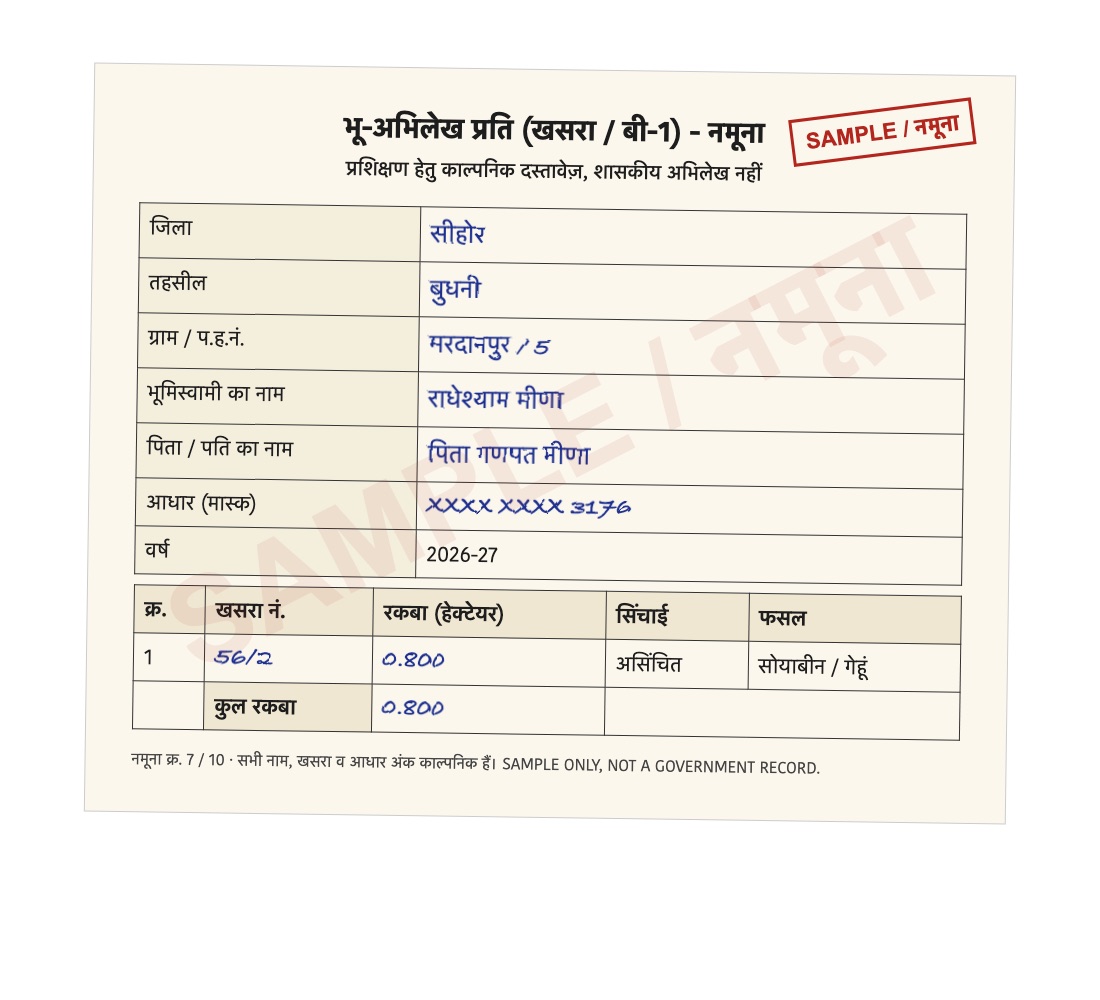 भू-अभिलेख प्रति (खसरा / बी-1) - नमूना
SAMPLE / नमूना
प्रशिक्षण हेतु काल्पनिक दस्तावेज़, शासकीय अभिलेख नहीं
जिला सीहोर
तहसील बुधनी
ग्राम / प.ह.नं. मरदानपुर / 5
भूमिस्वामी का नाम राधेश्याम मीणा
पिता / पति का नाम पिता गणपत मीणा
आधार (मास्क) XXXX XXXX 3176
वर्ष 2026-27
SAMPLE / नमूना
क्र. खसरा नं. रकबा (हेक्टेयर) सिंचाई फसल
1 56/2 0.800 असिंचित सोयाबीन / गेहूं
कुल रकबा 0.800
नमूना क्र. 7 / 10 · सभी नाम, खसरा व आधार अंक काल्पनिक हैं। SAMPLE ONLY, NOT A GOVERNMENT RECORD.